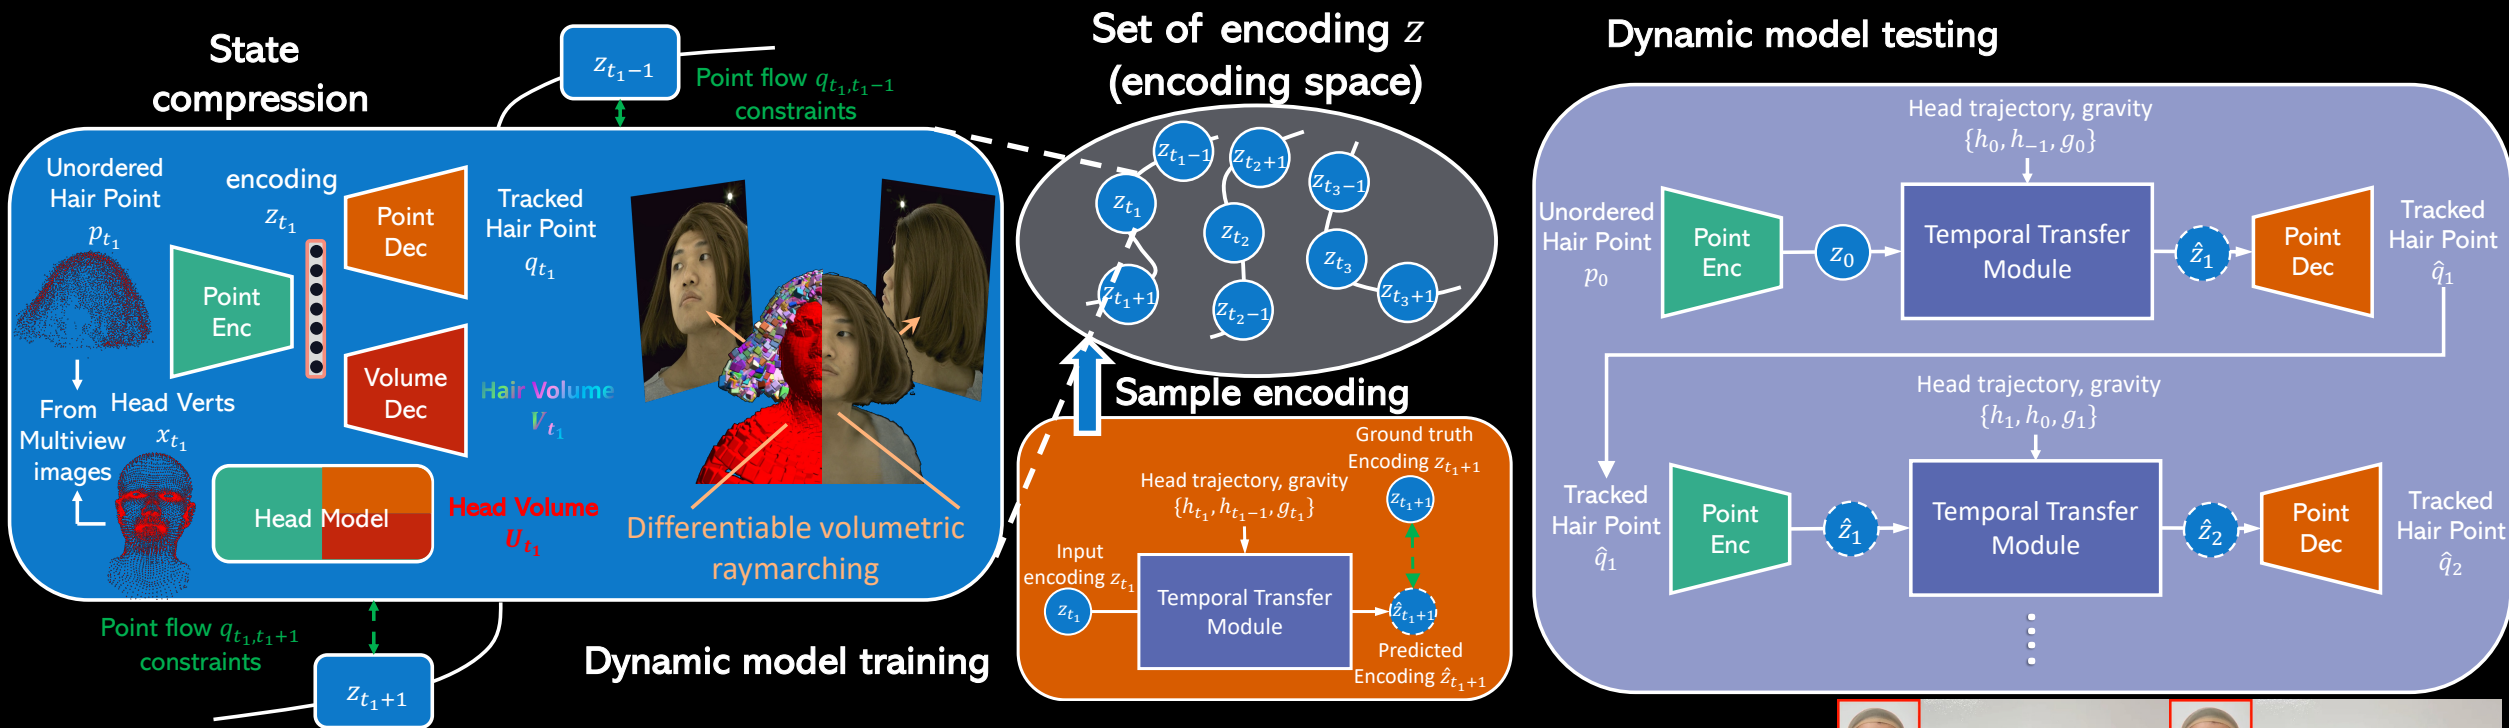 State
compression
z_{t_1-1}
Point flow q_{t_1,t_1-1}
constraints
Unordered
Hair Point
p_{t_1}
encoding
z_{t_1}
Point
Dec
Tracked
Hair Point
q_{t_1}
Point
Enc
Volume
Dec
Hair Volume
V_{t_1}
From
Multiview
images
Head Verts
x_{t_1}
Head Model
Head Volume
U_{t_1}
Differentiable volumetric
raymarching
Point flow q_{t_1,t_1+1}
constraints
z_{t_1+1}
Set of encoding z
(encoding space)
z_{t_1-1}
z_{t_1}
z_{t_1+1}
z_{t_2+1}
z_{t_2}
z_{t_2-1}
z_{t_3-1}
z_{t_3}
z_{t_3+1}
Sample encoding
Dynamic model training
Ground truth
Encoding z_{t_1+1}
z_{t_1+1}
Head trajectory, gravity
{h_{t_1}, h_{t_1-1}, g_{t_1}}
Input
encoding z_{t_1}
z_{t_1}
Temporal Transfer
Module
ẑ_{t_1+1}
Predicted
Encoding ẑ_{t_1+1}
Dynamic model testing
Head trajectory, gravity
{h_0, h_{-1}, g_0}
Unordered
Hair Point
p_0
Point
Enc
z_0
Temporal Transfer
Module
ẑ_1
Point
Dec
Tracked
Hair Point
q̂_1
Head trajectory, gravity
{h_1, h_0, g_1}
Tracked
Hair Point
q̂_1
Point
Enc
ẑ_1
Temporal Transfer
Module
ẑ_2
Point
Dec
Tracked
Hair Point
q̂_2